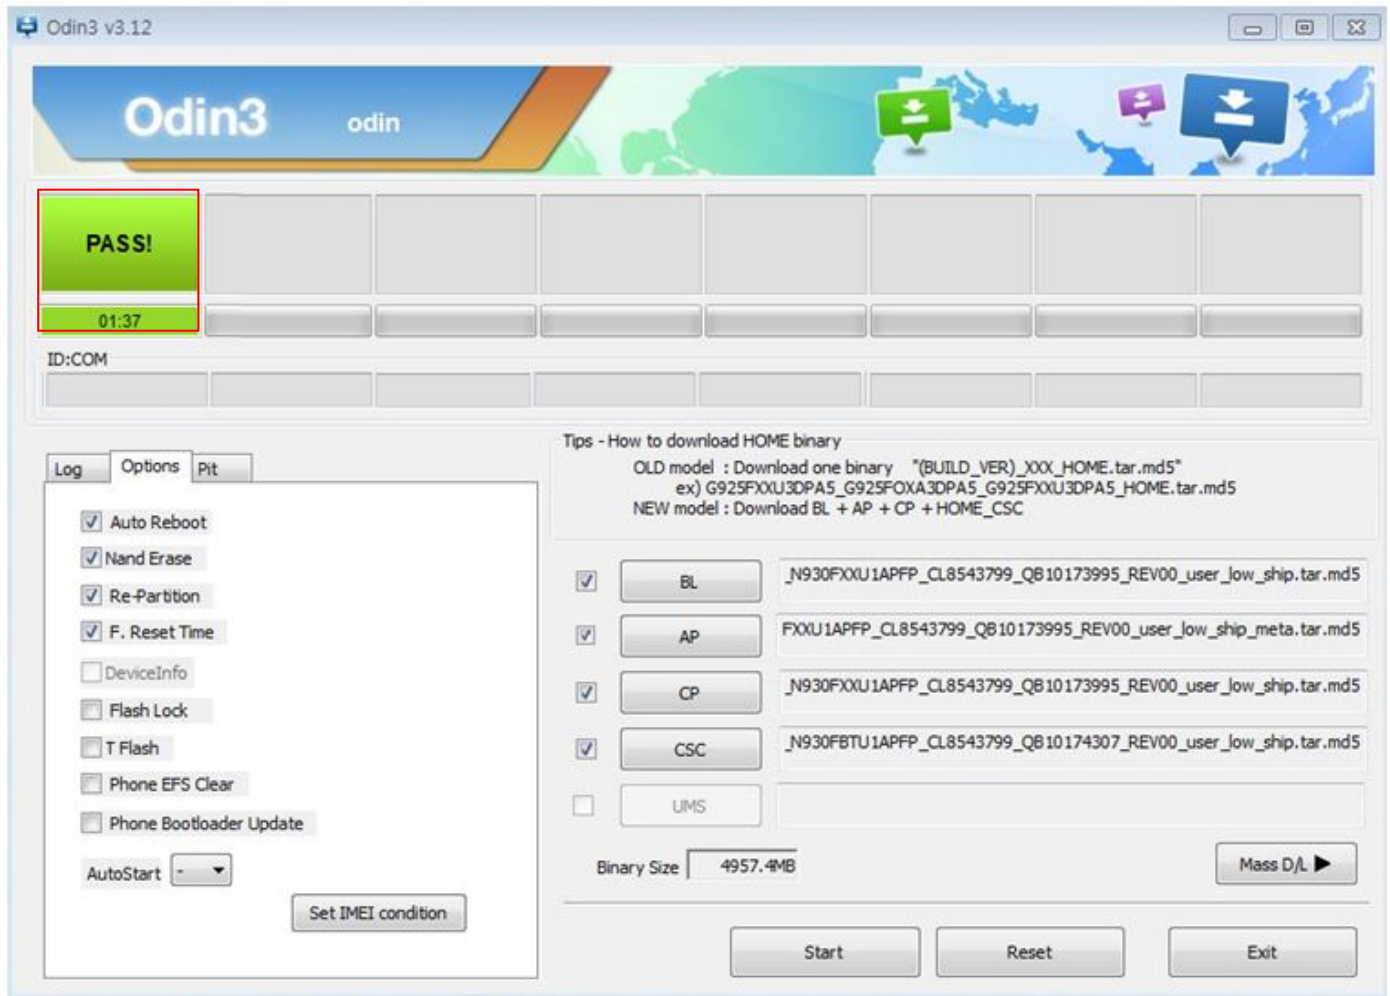 Odin3 v3.12
Odin3 odin
PASS!
01:37
ID:COM
Log Options Pit
Auto Reboot
Nand Erase
Re-Partition
F. Reset Time
DeviceInfo
Flash Lock
T Flash
Phone EFS Clear
Phone Bootloader Update
AutoStart -
Set IMEI condition
Tips - How to download HOME binary
OLD model : Download one binary "(BUILD_VER)_XXX_HOME.tar.md5"
ex) G925FXXU3DPA5_G925FOXA3DPA5_G925FXXU3DPA5_HOME.tar.md5
NEW model : Download BL + AP + CP + HOME_CSC
BL _N930FXXU1APFP_CL8543799_QB10173995_REV00_user_low_ship.tar.md5
AP FXXU1APFP_CL8543799_QB10173995_REV00_user_low_ship_meta.tar.md5
CP _N930FXXU1APFP_CL8543799_QB10173995_REV00_user_low_ship.tar.md5
CSC _N930FBTU1APFP_CL8543799_QB10174307_REV00_user_low_ship.tar.md5
UMS
Binary Size 4957.4MB
Mass D/L ▶
Start Reset Exit